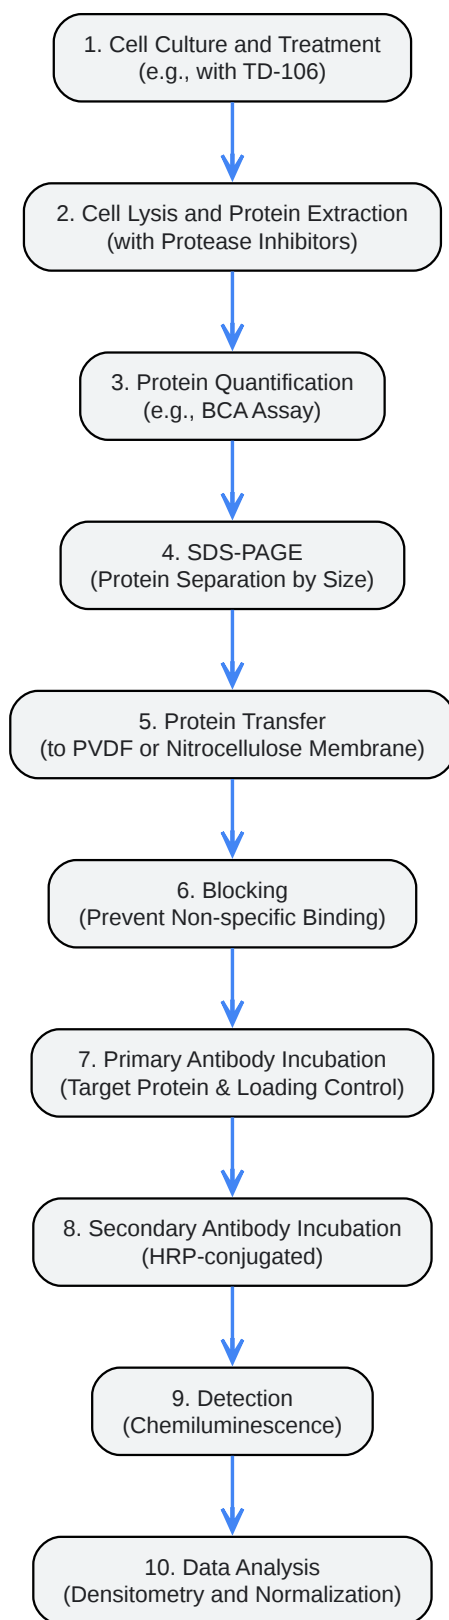 1. Cell Culture and Treatment
(e.g., with TD-106)
2. Cell Lysis and Protein Extraction
(with Protease Inhibitors)
3. Protein Quantification
(e.g., BCA Assay)
4. SDS-PAGE
(Protein Separation by Size)
5. Protein Transfer
(to PVDF or Nitrocellulose Membrane)
6. Blocking
(Prevent Non-specific Binding)
7. Primary Antibody Incubation
(Target Protein & Loading Control)
8. Secondary Antibody Incubation
(HRP-conjugated)
9. Detection
(Chemiluminescence)
10. Data Analysis
(Densitometry and Normalization)